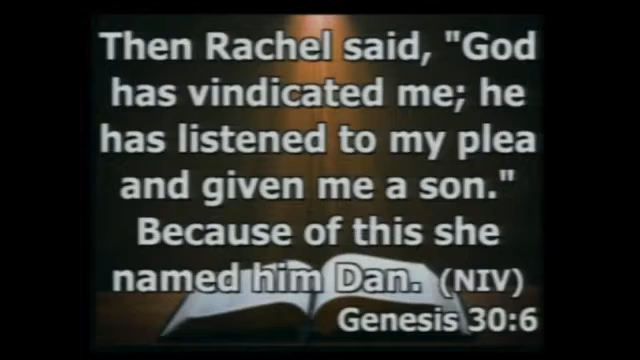 Then Rachel said, "God
has vindicated me; he
has listened to my plea
and given me a son."
Because of this she
named him Dan. (NIV)
Genesis 30:6